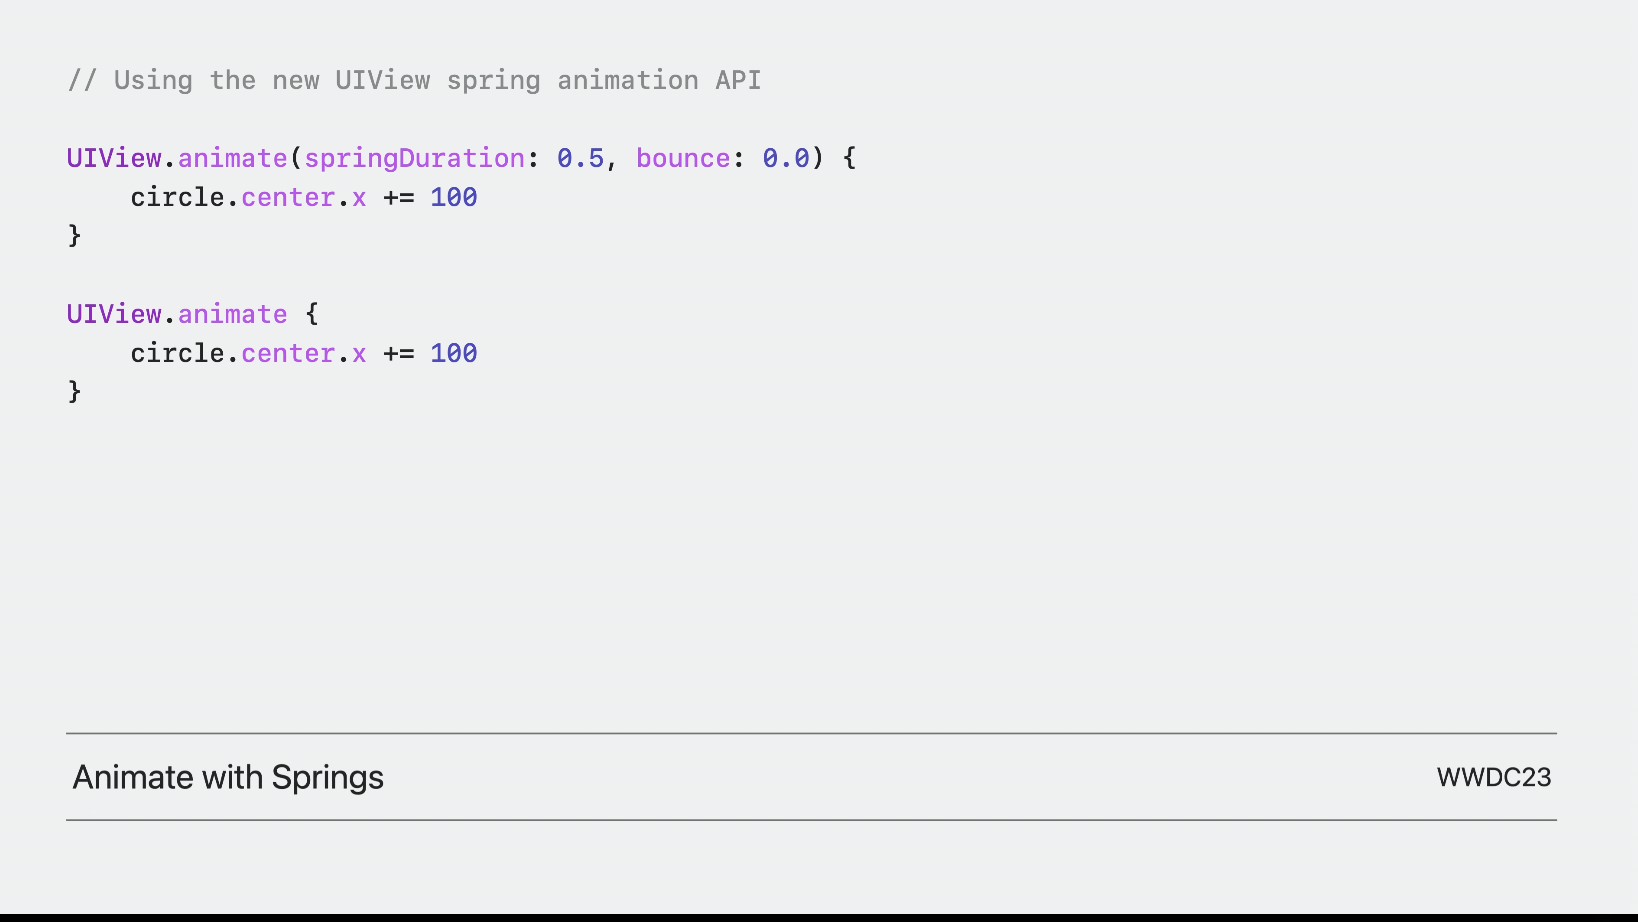 // Using the new UIView spring animation API
UIView.animate(springDuration: 0.5, bounce: 0.0) {
    circle.center.x += 100
}
UIView.animate {
    circle.center.x += 100
}
Animate with Springs
WWDC23